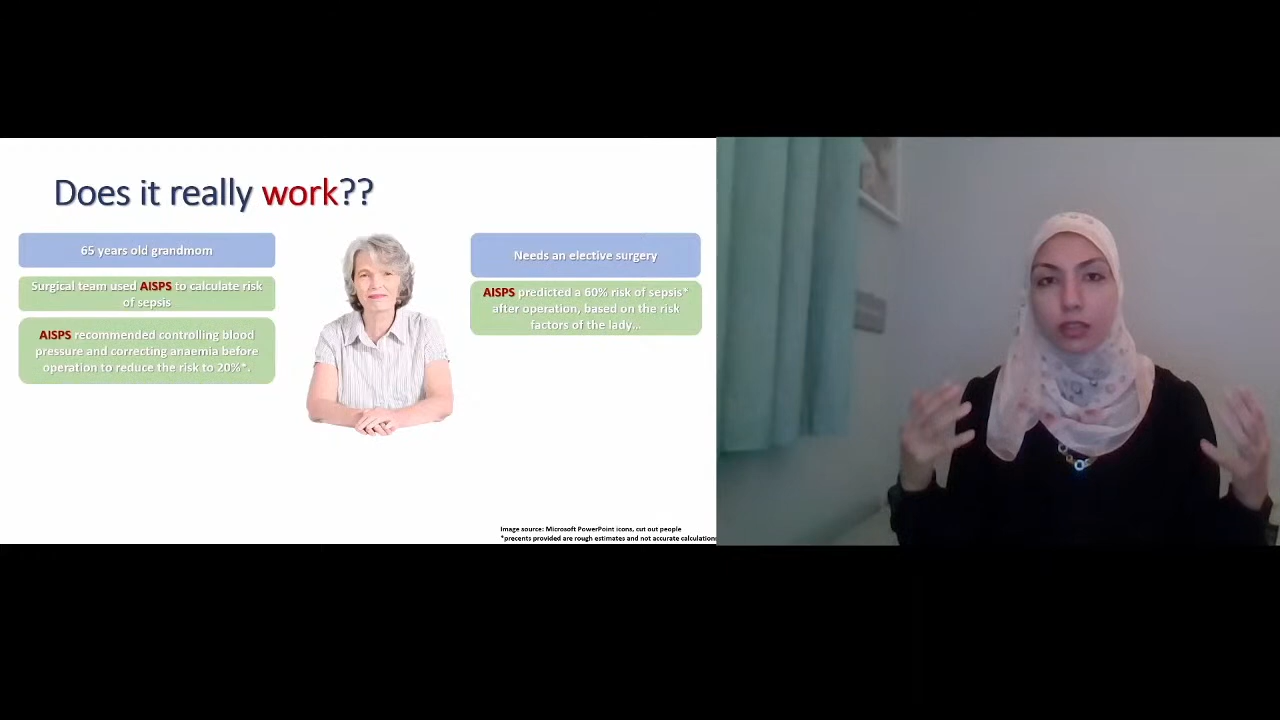 Does it really work??
65 years old grandmom
Surgical team used AISPS to calculate risk
of sepsis
AISPS recommended controlling blood
pressure and correcting anaemia before
operation to reduce the risk to 20%*.
Needs an elective surgery
AISPS predicted a 60% risk of sepsis*
after operation, based on the risk
factors of the lady...
Image source: Microsoft PowerPoint icons, cut out people
*precents provided are rough estimates and not accurate calculation